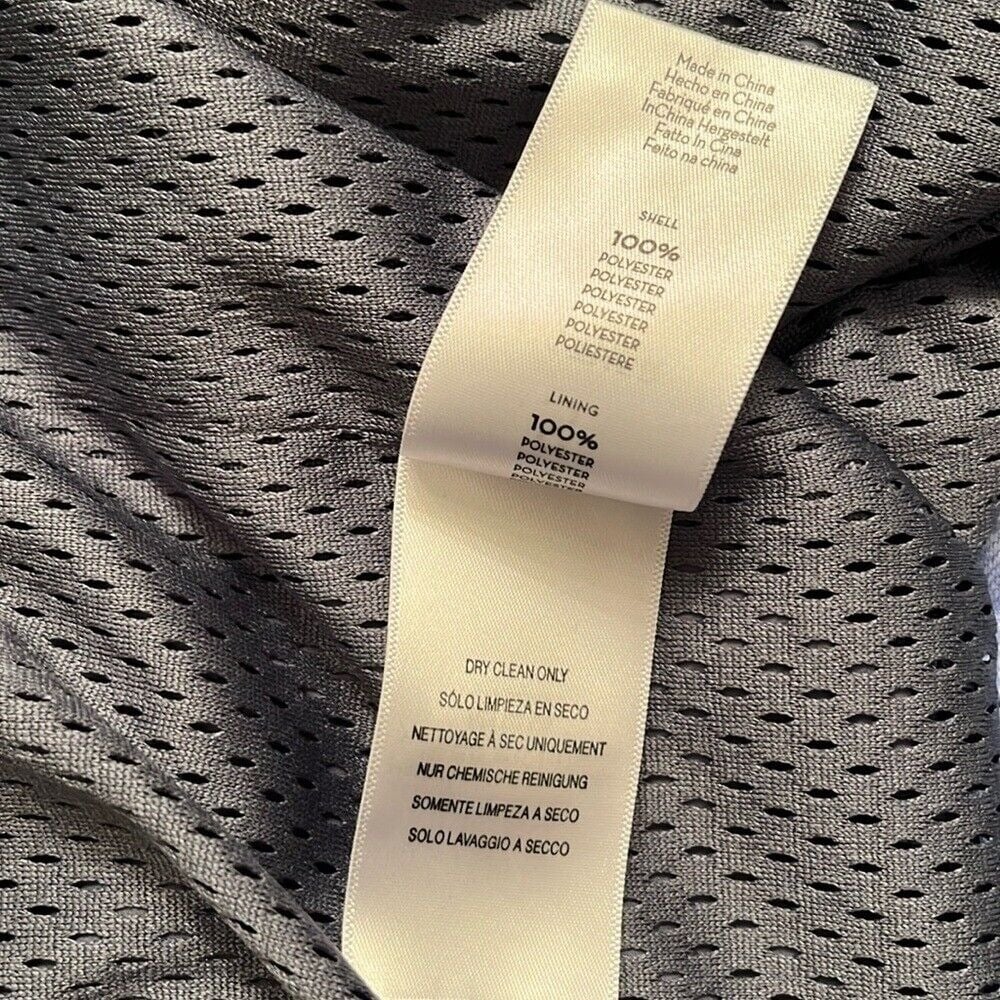 Made in China
Hecho en China
Fabriqué en Chine
InChina Hergestelt
Fatto In Cina
Feito na china
SHELL
100%
POLYESTER
POLYESTER
POLYESTER
POLYESTER
POLYESTER
POLIESTERE
LINING
100%
POLYESTER
POLYESTER
POLYESTER
DRY CLEAN ONLY
SÓLO LIMPIEZA EN SECO
NETTOYAGE À SEC UNIQUEMENT
NUR CHEMISCHE REINIGUNG
SOMENTE LIMPEZA A SECO
SOLO LAVAGGIO A SECCO